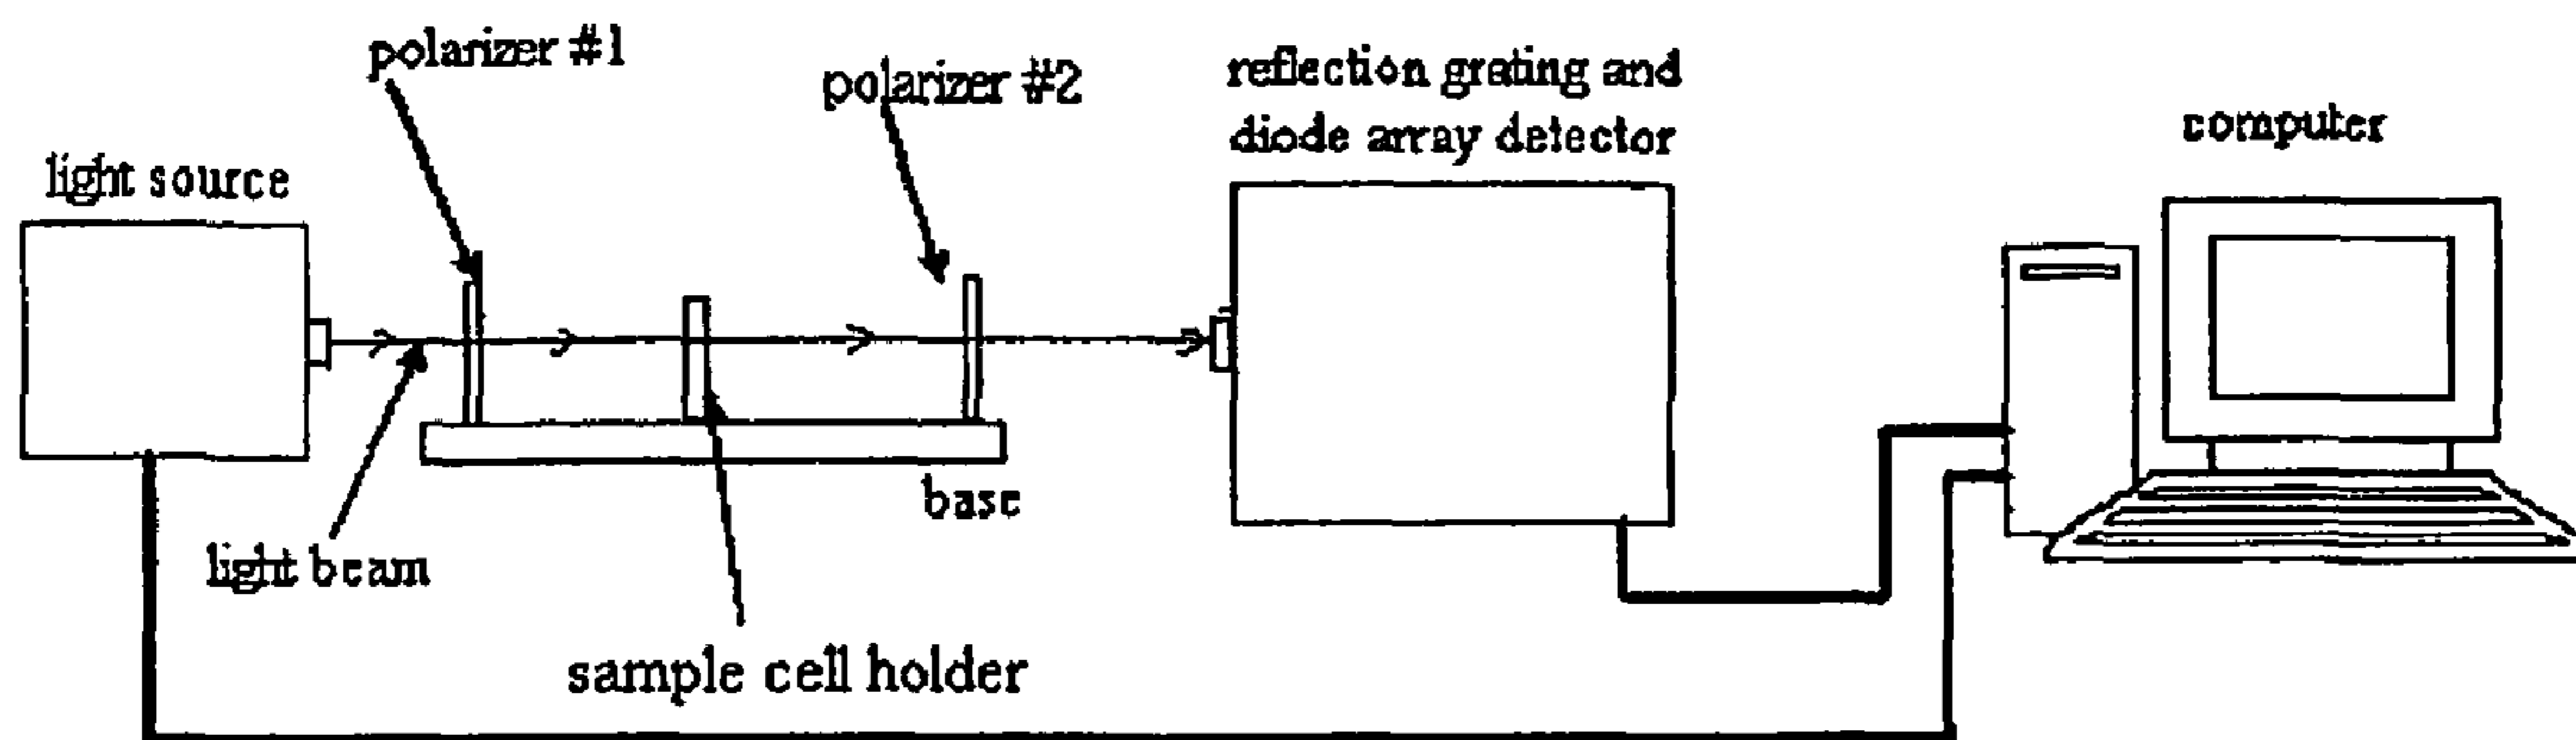 polarizer #1
polarizer #2
reflection grating and
diode array detector
computer
light source
base
light beam
sample cell holder